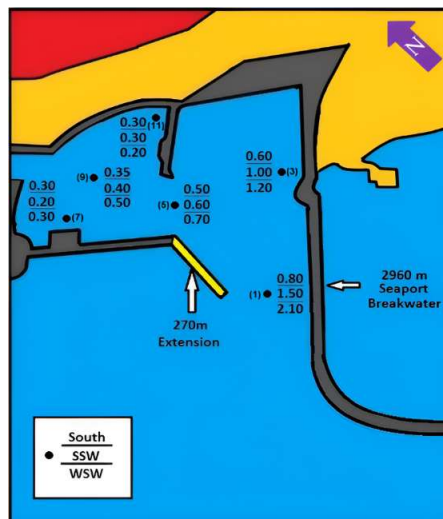 N
0.30
0.30
0.20
(11)
0.60
1.00
1.20
(3)
(9)
0.35
0.40
0.50
0.30
0.20
0.30
(7)
0.50
0.60
0.70
(5)
0.80
1.50
2.10
(1)
2960 m
Seaport
Breakwater
270m
Extension
South
SSW
WSW